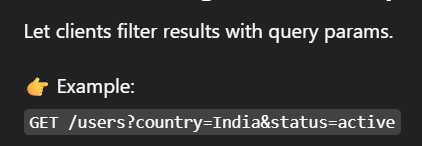 Let clients filter results with query params.
👉 Example:
GET /users?country=India&status=active